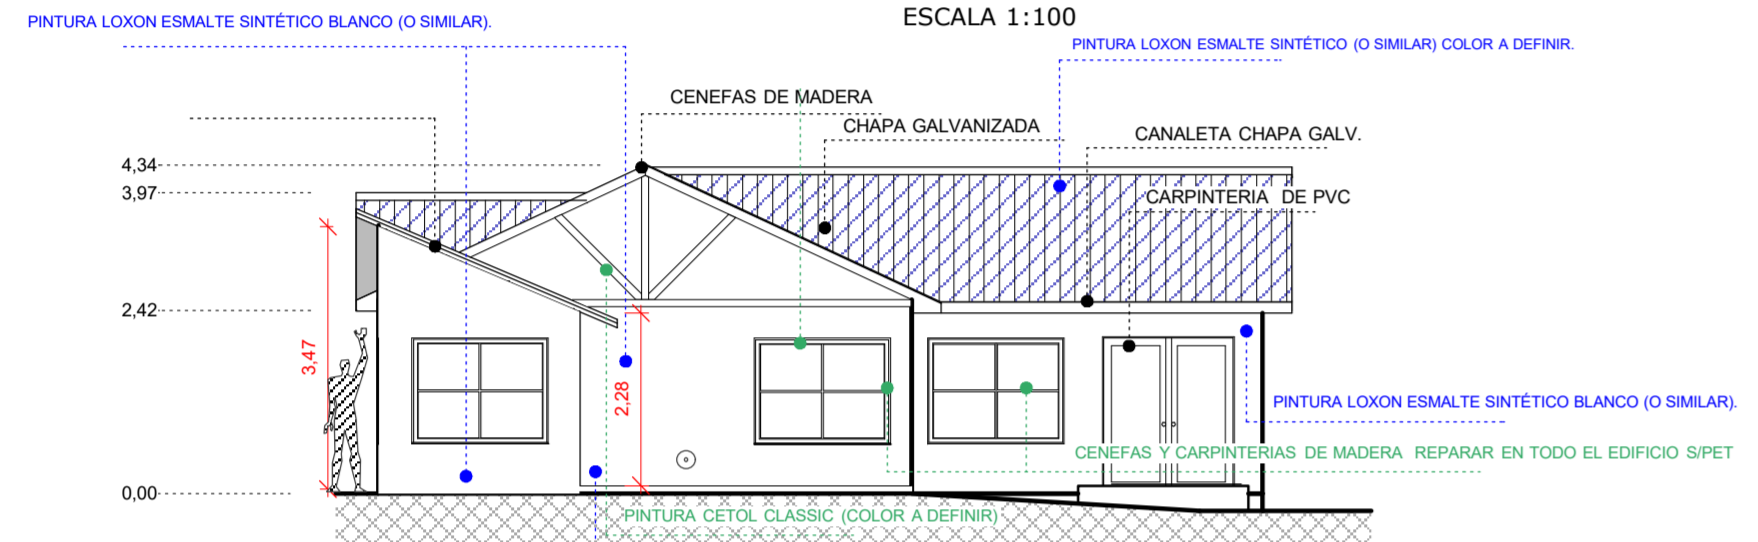 ESCALA 1:100
PINTURA LOXON ESMALTE SINTÉTICO BLANCO (O SIMILAR).
PINTURA LOXON ESMALTE SINTÉTICO (O SIMILAR) COLOR A DEFINIR.
CENEFAS DE MADERA
CHAPA GALVANIZADA
CANALETA CHAPA GALV.
4,34
3,97
CARPINTERIA DE PVC
2,42
3,47
2,28
PINTURA LOXON ESMALTE SINTÉTICO BLANCO (O SIMILAR).
CENEFAS Y CARPINTERIAS DE MADERA REPARAR EN TODO EL EDIFICIO S/PET
0,00
PINTURA CETOL CLASSIC (COLOR A DEFINIR)